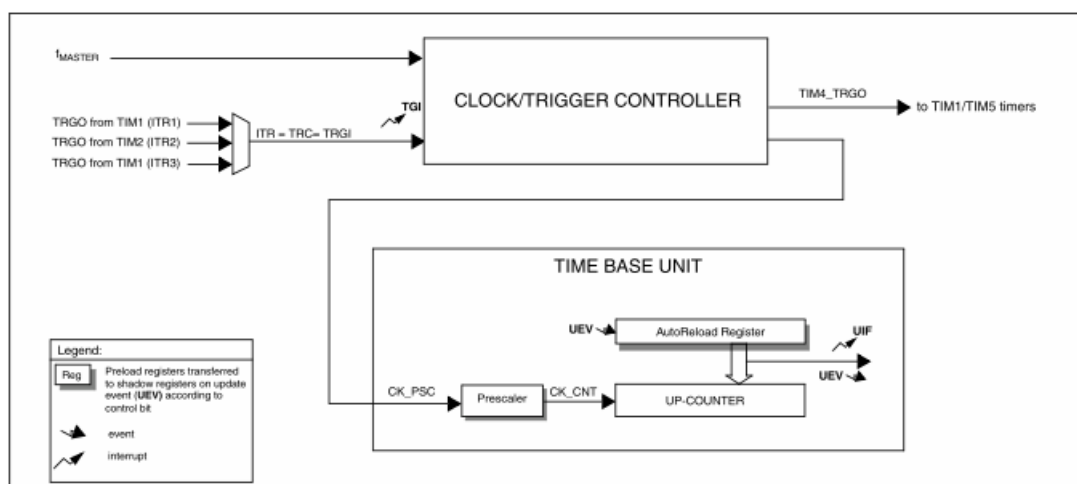 fMASTER
CLOCK/TRIGGER CONTROLLER
TGI
TIM4_TRGO
to TIM1/TIM5 timers
TRGO from TIM1 (ITR1)
TRGO from TIM2 (ITR2)
TRGO from TIM1 (ITR3)
ITR = TRC= TRGI
TIME BASE UNIT
UEV
AutoReload Register
UIF
UEV
CK_PSC
Prescaler
CK_CNT
UP-COUNTER
Legend:
Reg
Preload registers transferred
to shadow registers on update
event (UEV) according to
control bit
event
interrupt